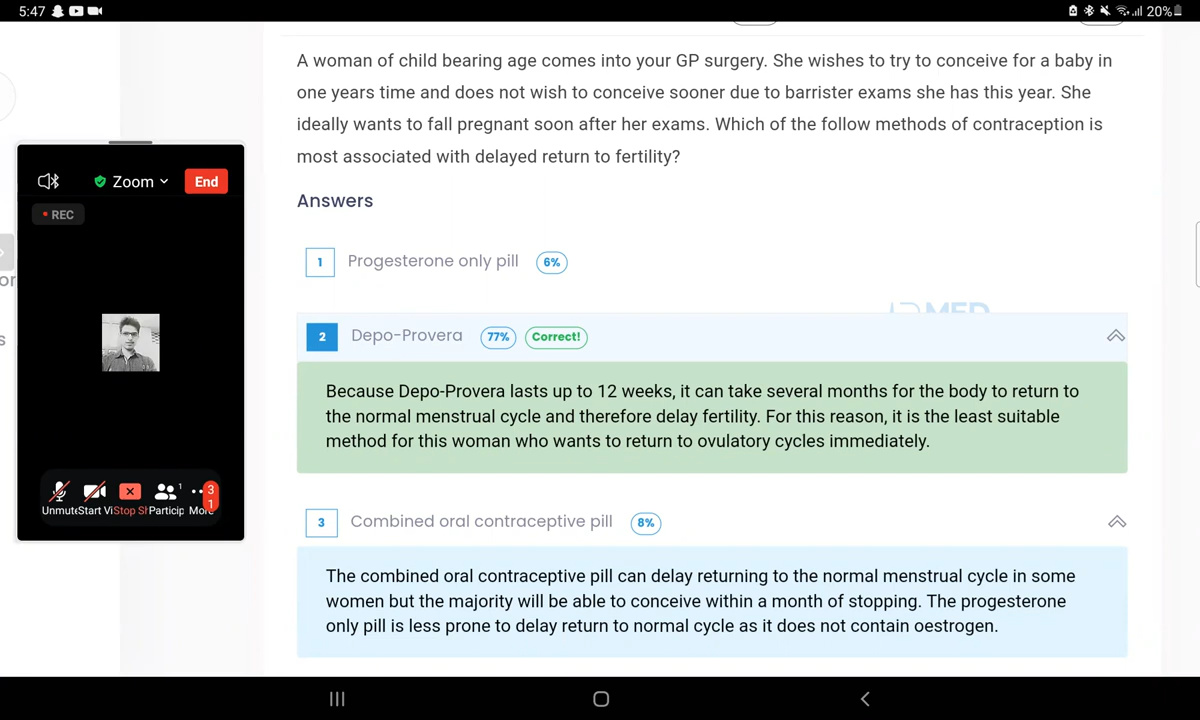 5:47
20%
A woman of child bearing age comes into your GP surgery. She wishes to try to conceive for a baby in
one years time and does not wish to conceive sooner due to barrister exams she has this year. She
ideally wants to fall pregnant soon after her exams. Which of the follow methods of contraception is
most associated with delayed return to fertility?
Zoom
End
REC
Answers
1 Progesterone only pill 6%
2 Depo-Provera 77% Correct!
Because Depo-Provera lasts up to 12 weeks, it can take several months for the body to return to
the normal menstrual cycle and therefore delay fertility. For this reason, it is the least suitable
method for this woman who wants to return to ovulatory cycles immediately.
Unmute Start Vi Stop Sh Particip More
1
3
1
3 Combined oral contraceptive pill 8%
The combined oral contraceptive pill can delay returning to the normal menstrual cycle in some
women but the majority will be able to conceive within a month of stopping. The progesterone
only pill is less prone to delay return to normal cycle as it does not contain oestrogen.
or
s